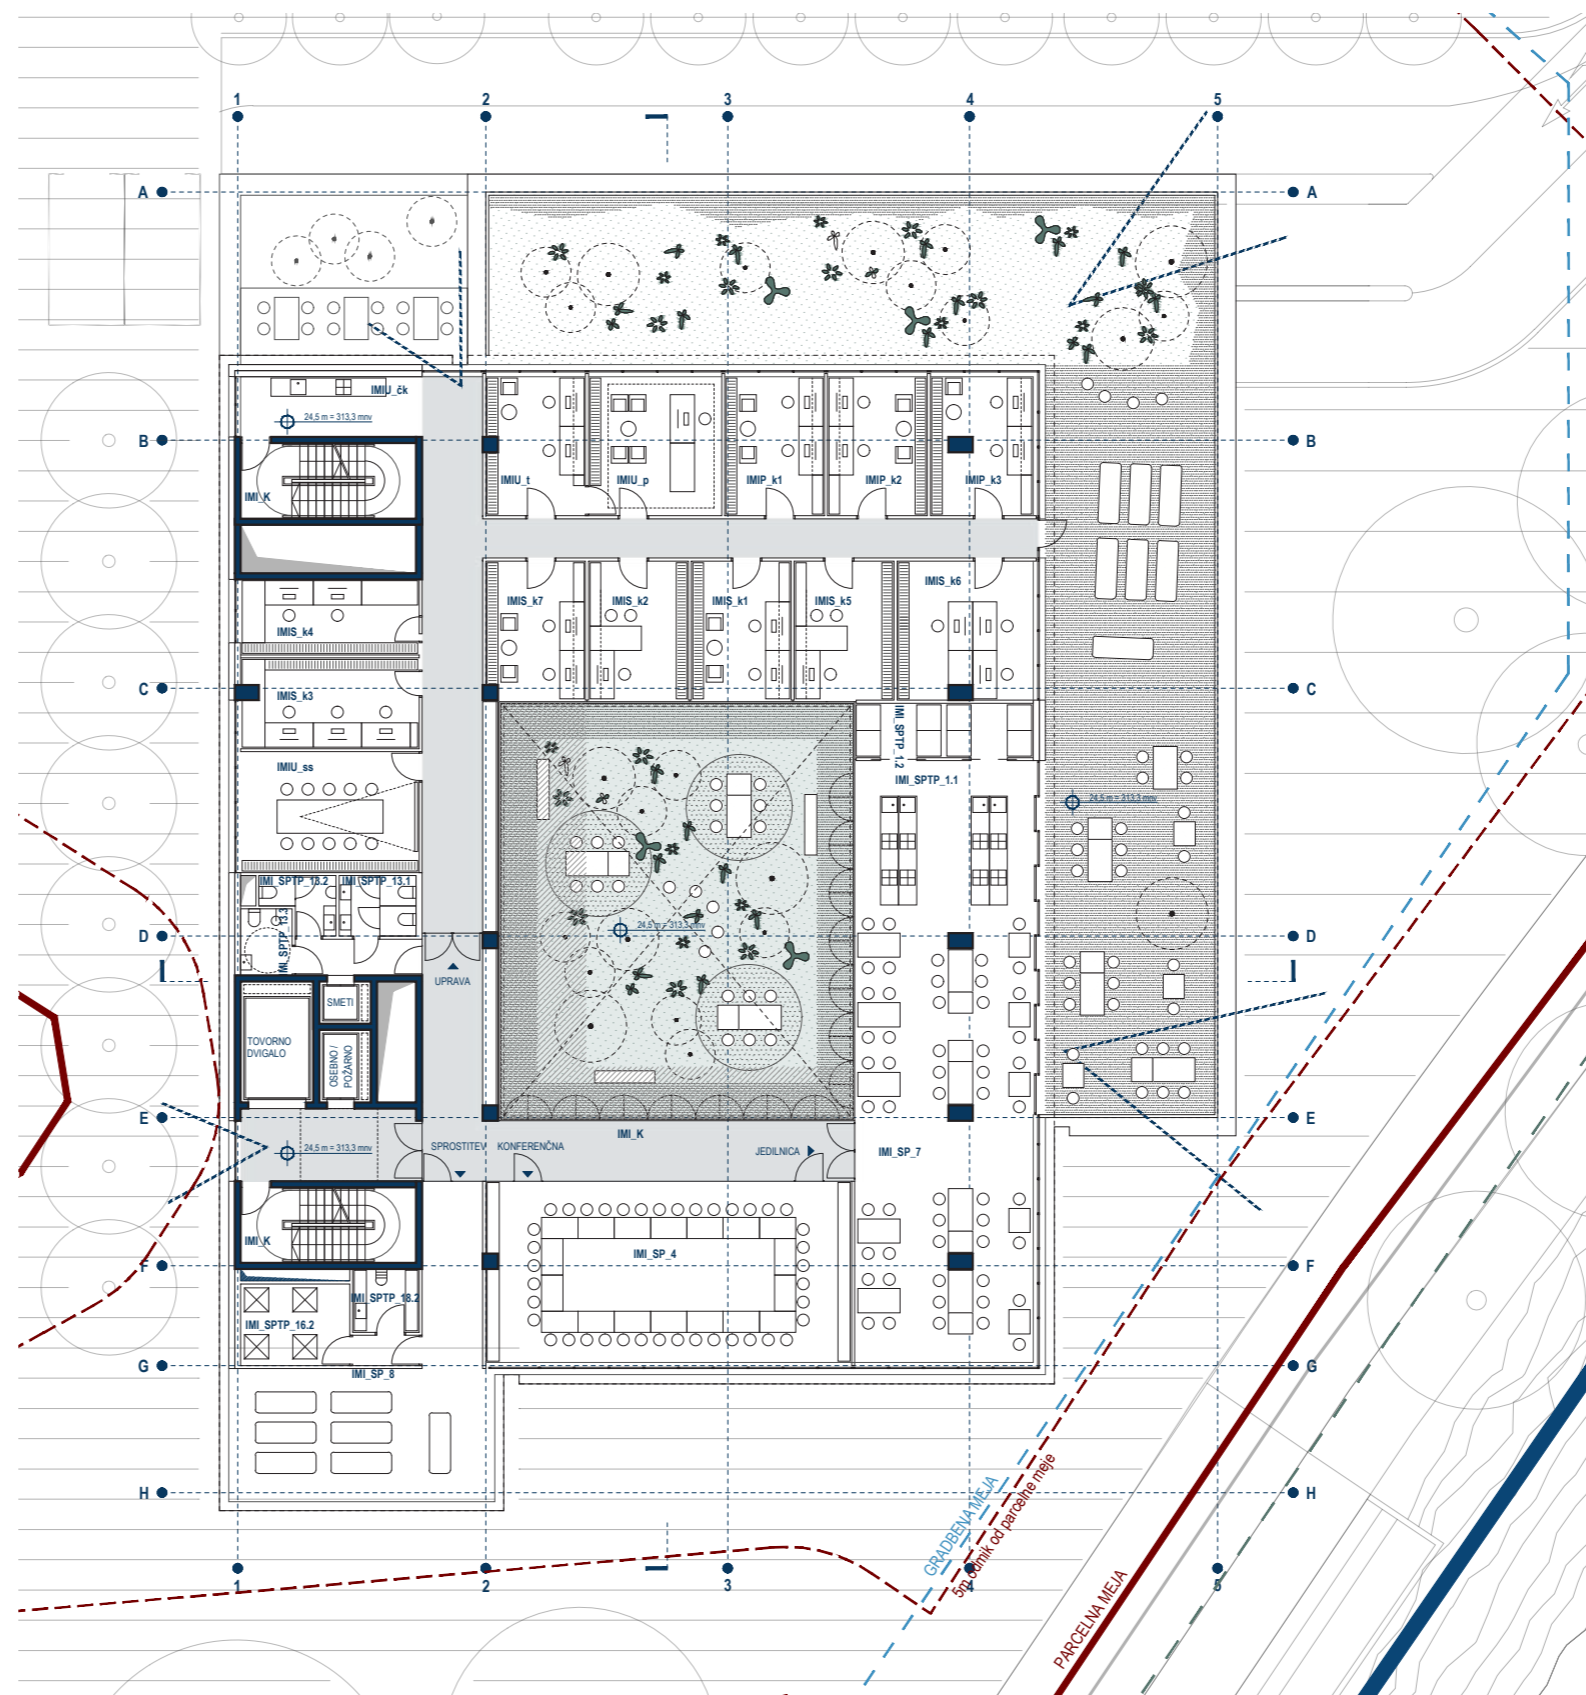 1
2
3
4
5
A
A
IMIU_čk
24,5 m = 313,3 mnv
B
B
IMI_K
IMIU_t
IMIU_p
IMIP_k1
IMIP_k2
IMIP_k3
IMIS_k7
IMIS_k2
IMIS_k1
IMIS_k5
IMIS_k6
IMIS_k4
C
C
IMIS_k3
IMI_SPTP_1.2
IMIU_ss
IMI_SPTP_1.1
24,5 m = 313,3 mnv
IMI_SPTP_13.2
IMI_SPTP_13.1
IMI_SPTP_13.3
24,5 m = 313,3 mnv
D
D
UPRAVA
SMETI
TOVORNO
DVIGALO
OSEBNO /
POŽARNO
E
E
24,5 m = 313,3 mnv
SPROSTITEV
KONFERENČNA
IMI_K
JEDILNICA
IMI_SP_7
IMI_K
IMI_SP_4
F
F
IMI_SPTP_18.2
IMI_SPTP_16.2
G
G
IMI_SP_8
H
H
GRADBENA MEJA
5m odmik od parcelne meje
PARCELNA MEJA
1
2
3
4
5